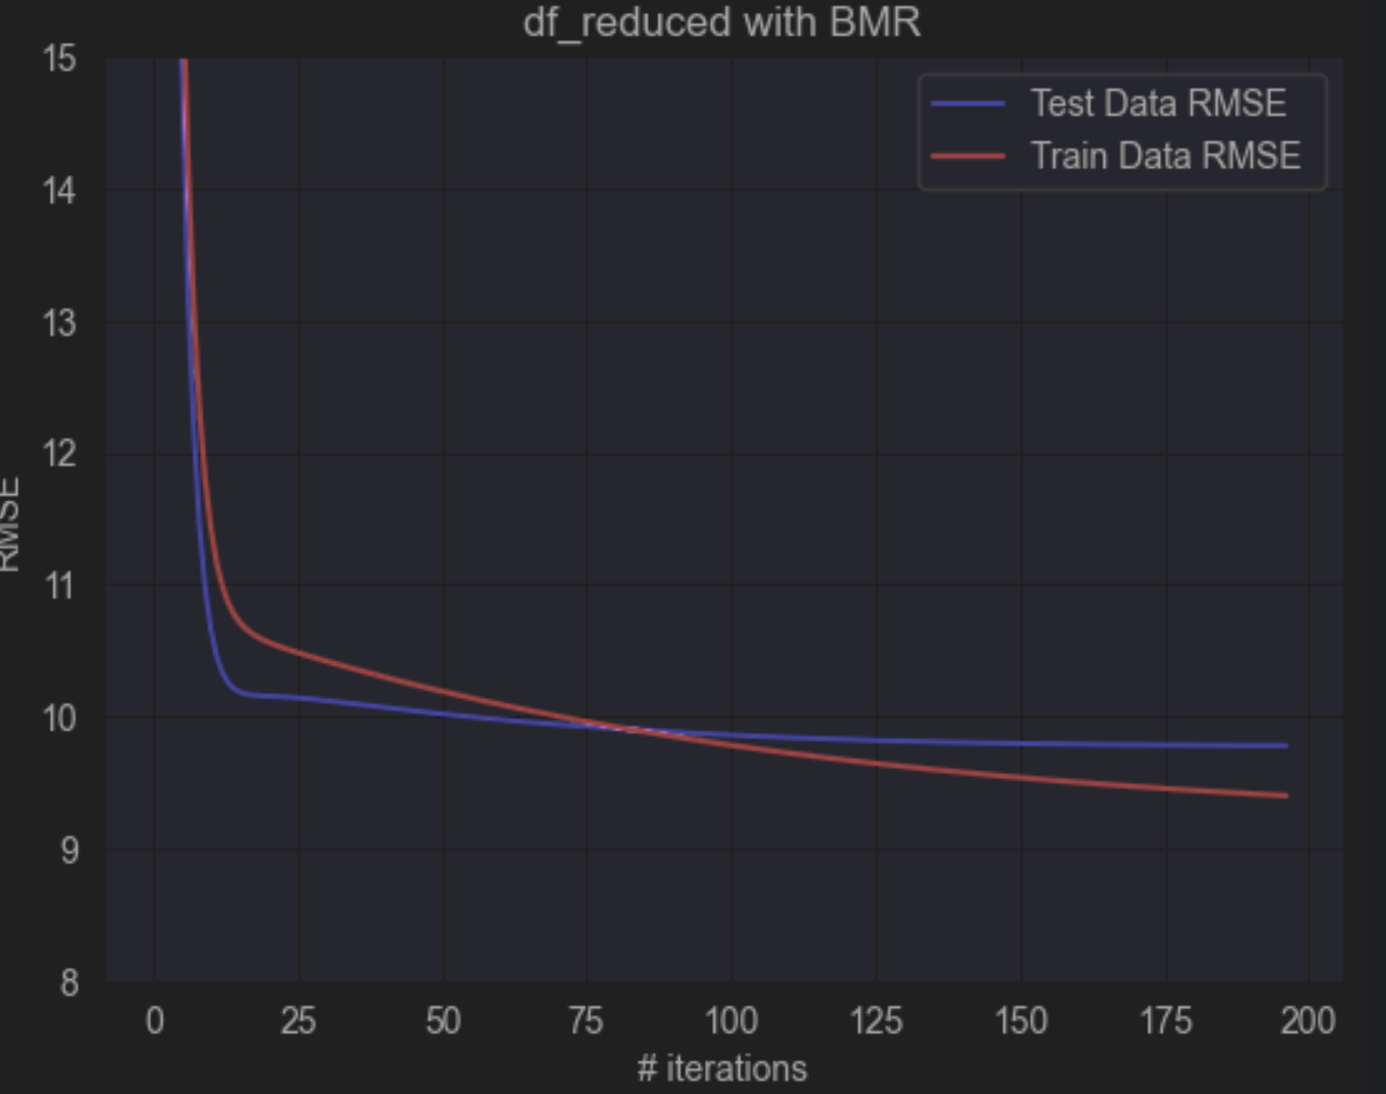 df_reduced with BMR
15
14
13
12
11
10
9
8
RMSE
Test Data RMSE
Train Data RMSE
0 25 50 75 100 125 150 175 200
# iterations